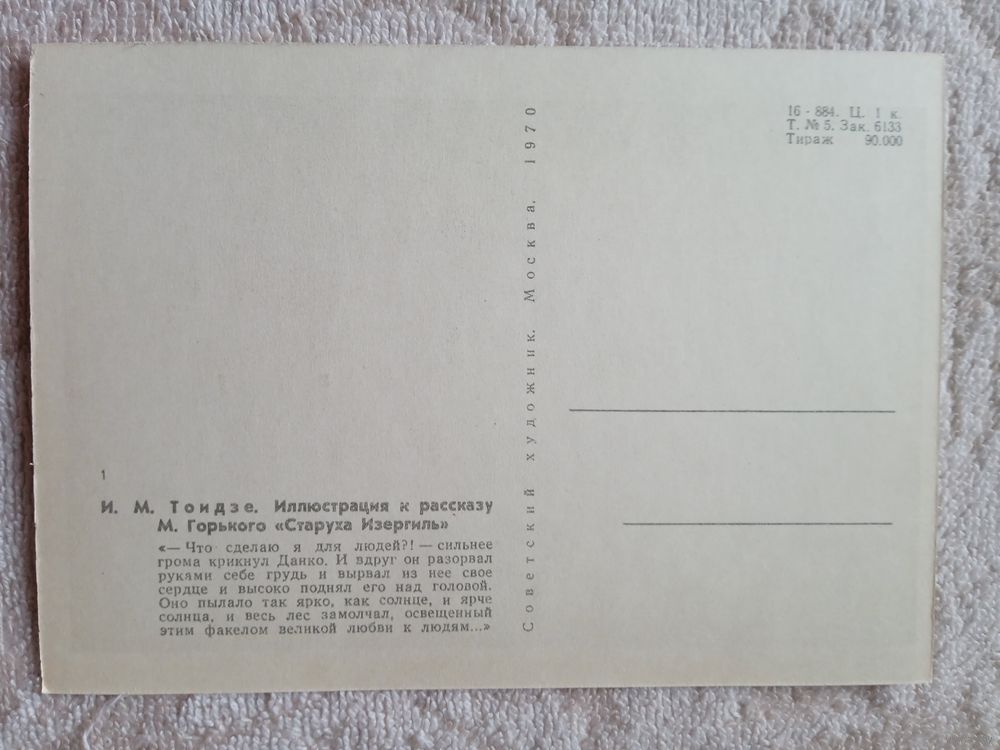 1
И. М. Тоидзе. Иллюстрация к рассказу
М. Горького «Старуха Изергиль»
«— Что сделаю я для людей?! — сильнее
грома крикнул Данко. И вдруг он разорвал
руками себе грудь и вырвал из нее свое
сердце и высоко поднял его над головой.
Оно пылало так ярко, как солнце, и ярче
солнца, и весь лес замолчал, освещенный
этим факелом великой любви к людям...»
Советский художник. Москва. 1970
16 - 884. Ц. 1 к.
Т. № 5. Зак. 6133
Тираж 90.000